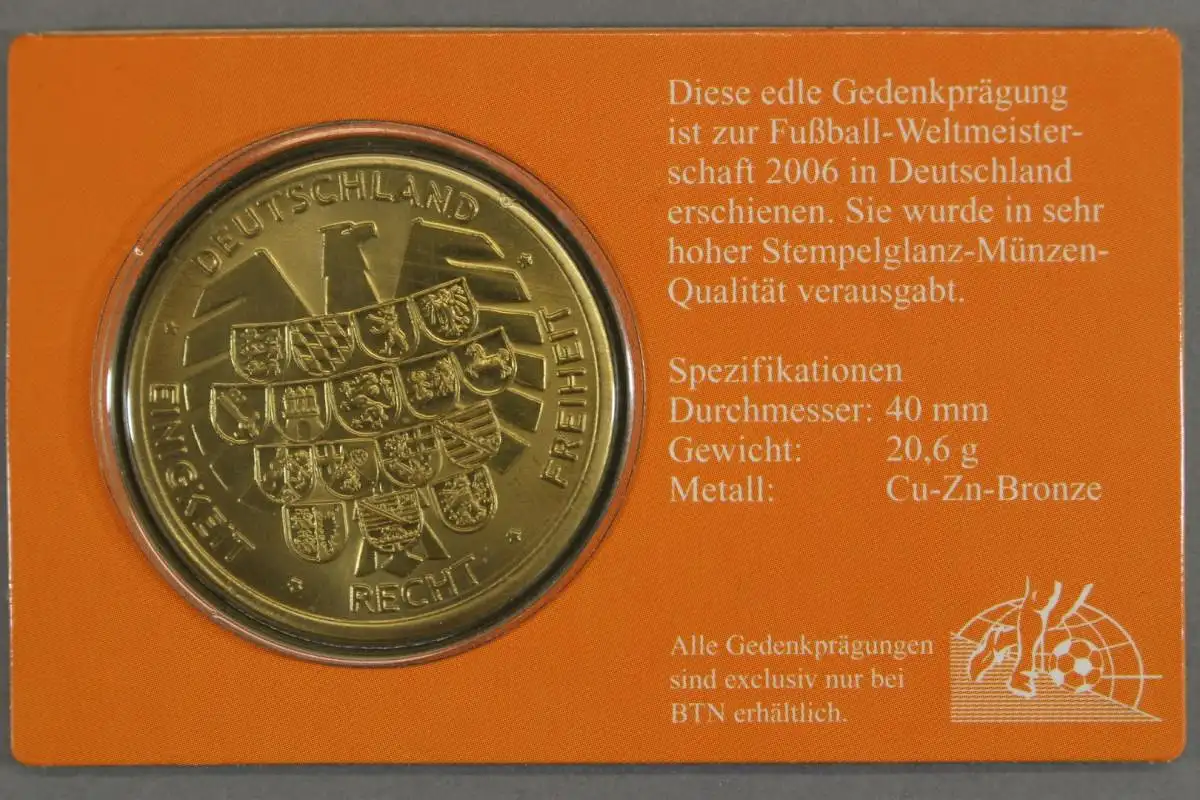 DEUTSCHLAND
EINIGKEIT
RECHT
FREIHEIT
Diese edle Gedenkprägung
ist zur Fußball-Weltmeister-
schaft 2006 in Deutschland
erschienen. Sie wurde in sehr
hoher Stempelglanz-Münzen-
Qualität verausgabt.
Spezifikationen
Durchmesser: 40 mm
Gewicht: 20,6 g
Metall: Cu-Zn-Bronze
Alle Gedenkprägungen
sind exclusiv nur bei
BTN erhältlich.